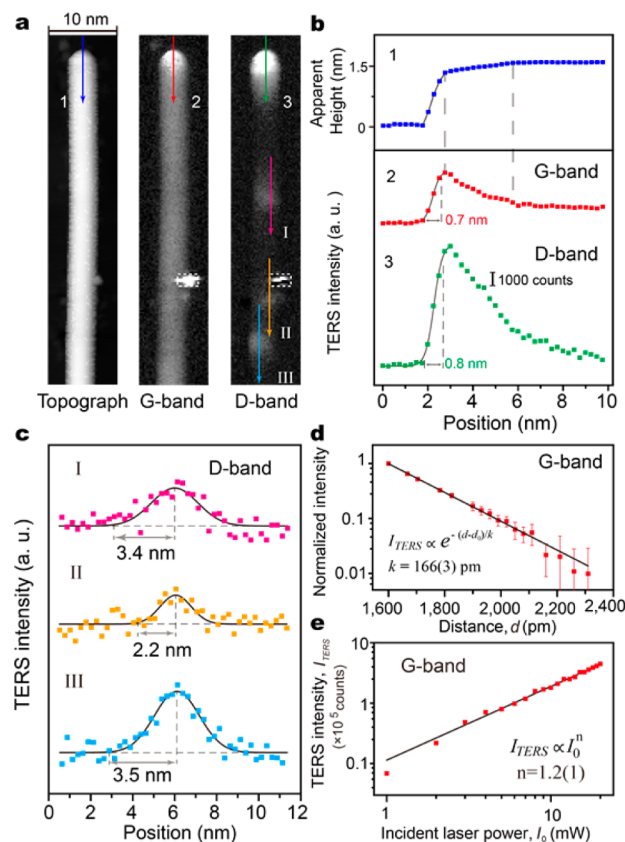 a
10 nm
1
2
3
I
II
III
Topograph
G-band
D-band
b
Apparent
Height (nm)
1.5
0
1
TERS intensity (a. u.)
2
G-band
0.7 nm
3
D-band
1000 counts
0.8 nm
0 2 4 6 8 10
Position (nm)
c
TERS intensity (a. u.)
I
D-band
3.4 nm
II
2.2 nm
III
3.5 nm
0 2 4 6 8 10 12
Position (nm)
d
Normalized intensity
1
0.1
0.01
G-band
I_TERS ∝ e^-(d-d₀)/k
k = 166(3) pm
1,600 1,800 2,000 2,200 2,400
Distance, d (pm)
e
TERS intensity, I_TERS
(×10⁵ counts)
10
1
0.1
G-band
I_TERS ∝ I₀ⁿ
n=1.2(1)
1 10
Incident laser power, I₀ (mW)